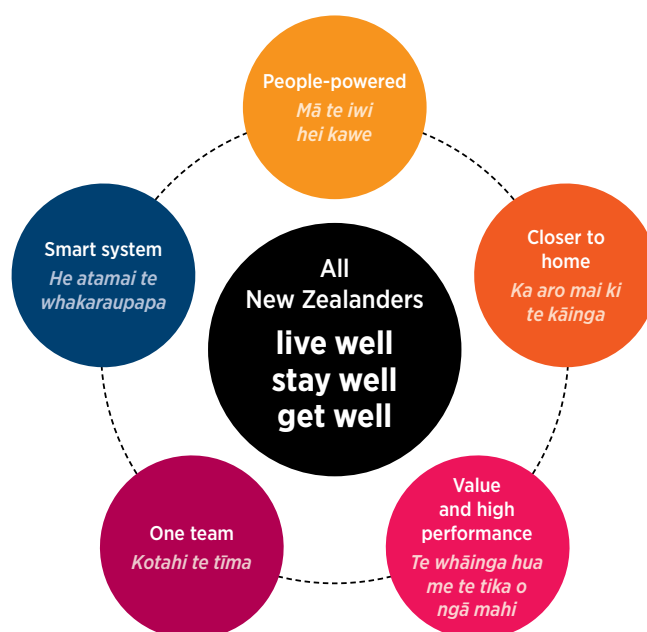 People-powered
Mā te iwi
hei kawe
Closer to
home
Ka aro mai ki
te kāinga
Value
and high
performance
Te whāinga hua
me te tika o
ngā mahi
One team
Kotahi te tīma
Smart system
He atamai te
whakaraupapa
All
New Zealanders
live well
stay well
get well